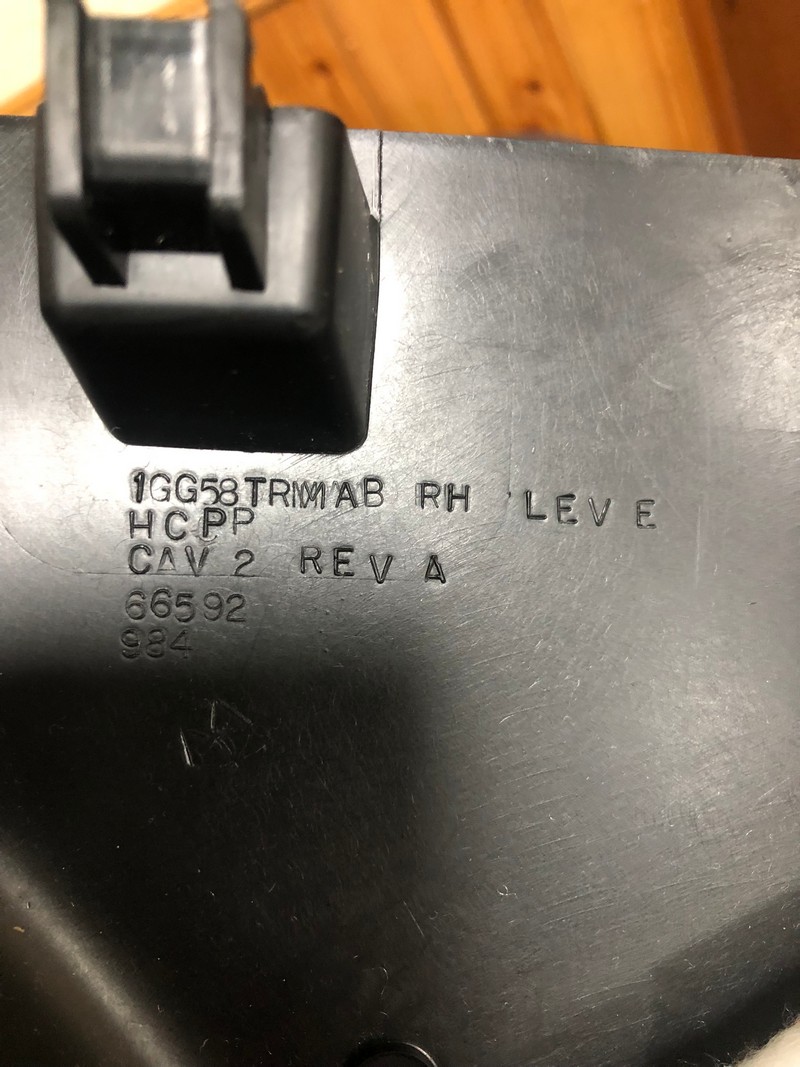 1GG58TRMAB RH LEV E
HCPP
CAV 2 REV A
66592
984